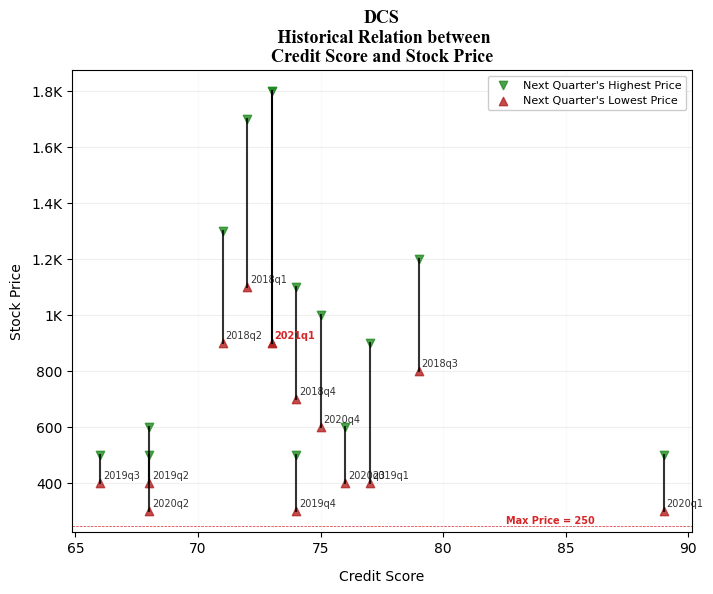 DCS
Historical Relation between
Credit Score and Stock Price
Next Quarter's Highest Price
Next Quarter's Lowest Price
1.8K
1.6K
1.4K
1.2K
1K
800
600
400
Stock Price
2018q1
2018q2
2021q1
2018q3
2018q4
2020q4
2019q3
2019q2
2020q3
2019q1
2020q2
2019q4
2020q1
Max Price = 250
65
70
75
80
85
90
Credit Score